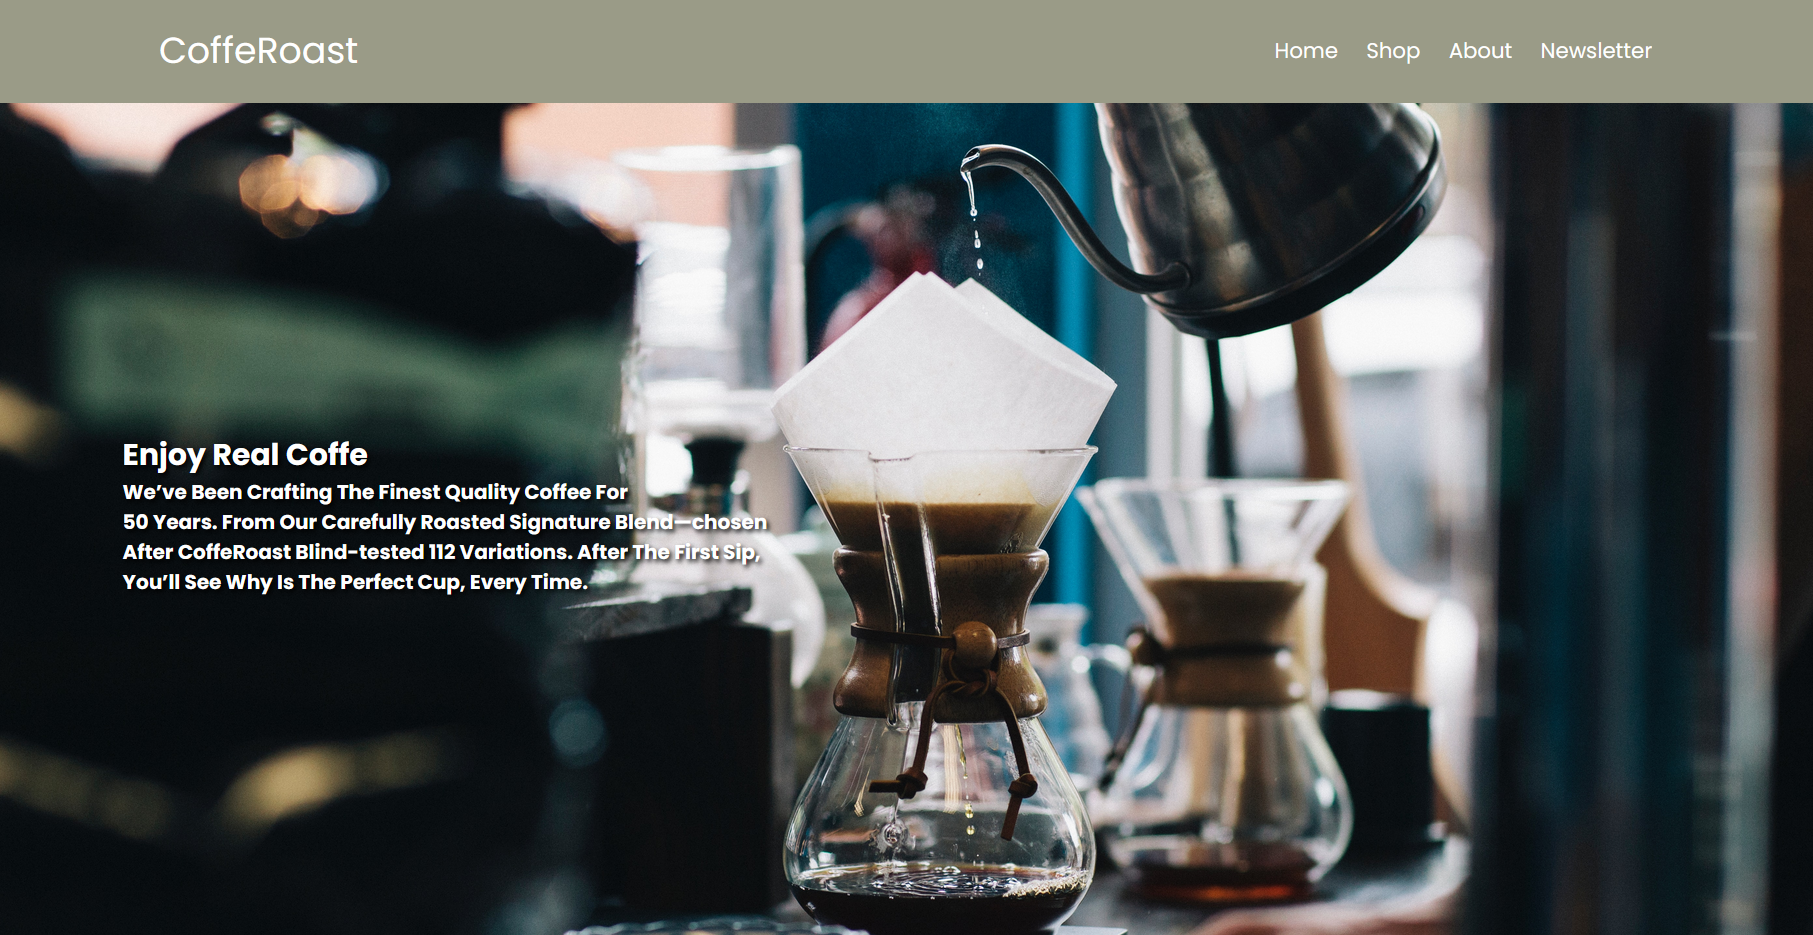 CoffeRoast
Home Shop About Newsletter
Enjoy Real Coffe
We’ve Been Crafting The Finest Quality Coffee For
50 Years. From Our Carefully Roasted Signature Blend—chosen
After CoffeRoast Blind-tested 112 Variations. After The First Sip,
You’ll See Why Is The Perfect Cup, Every Time.